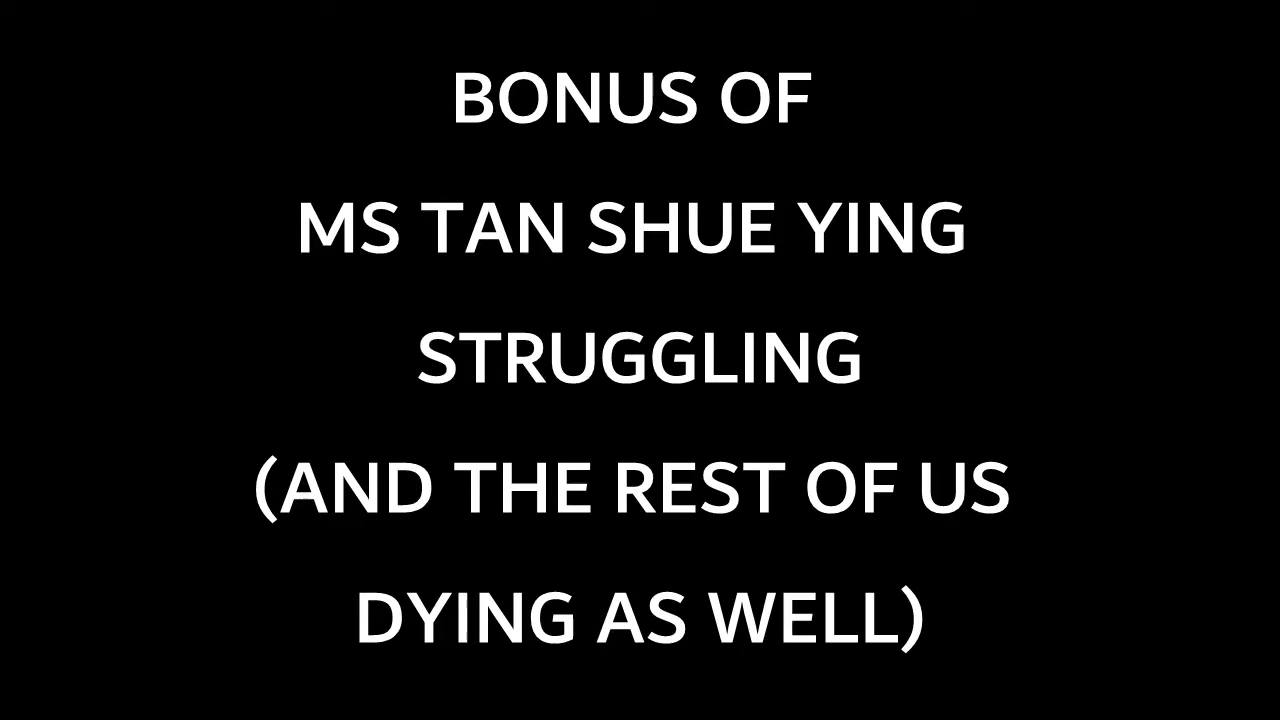 BONUS OF
MS TAN SHUE YING
STRUGGLING
(AND THE REST OF US
DYING AS WELL)